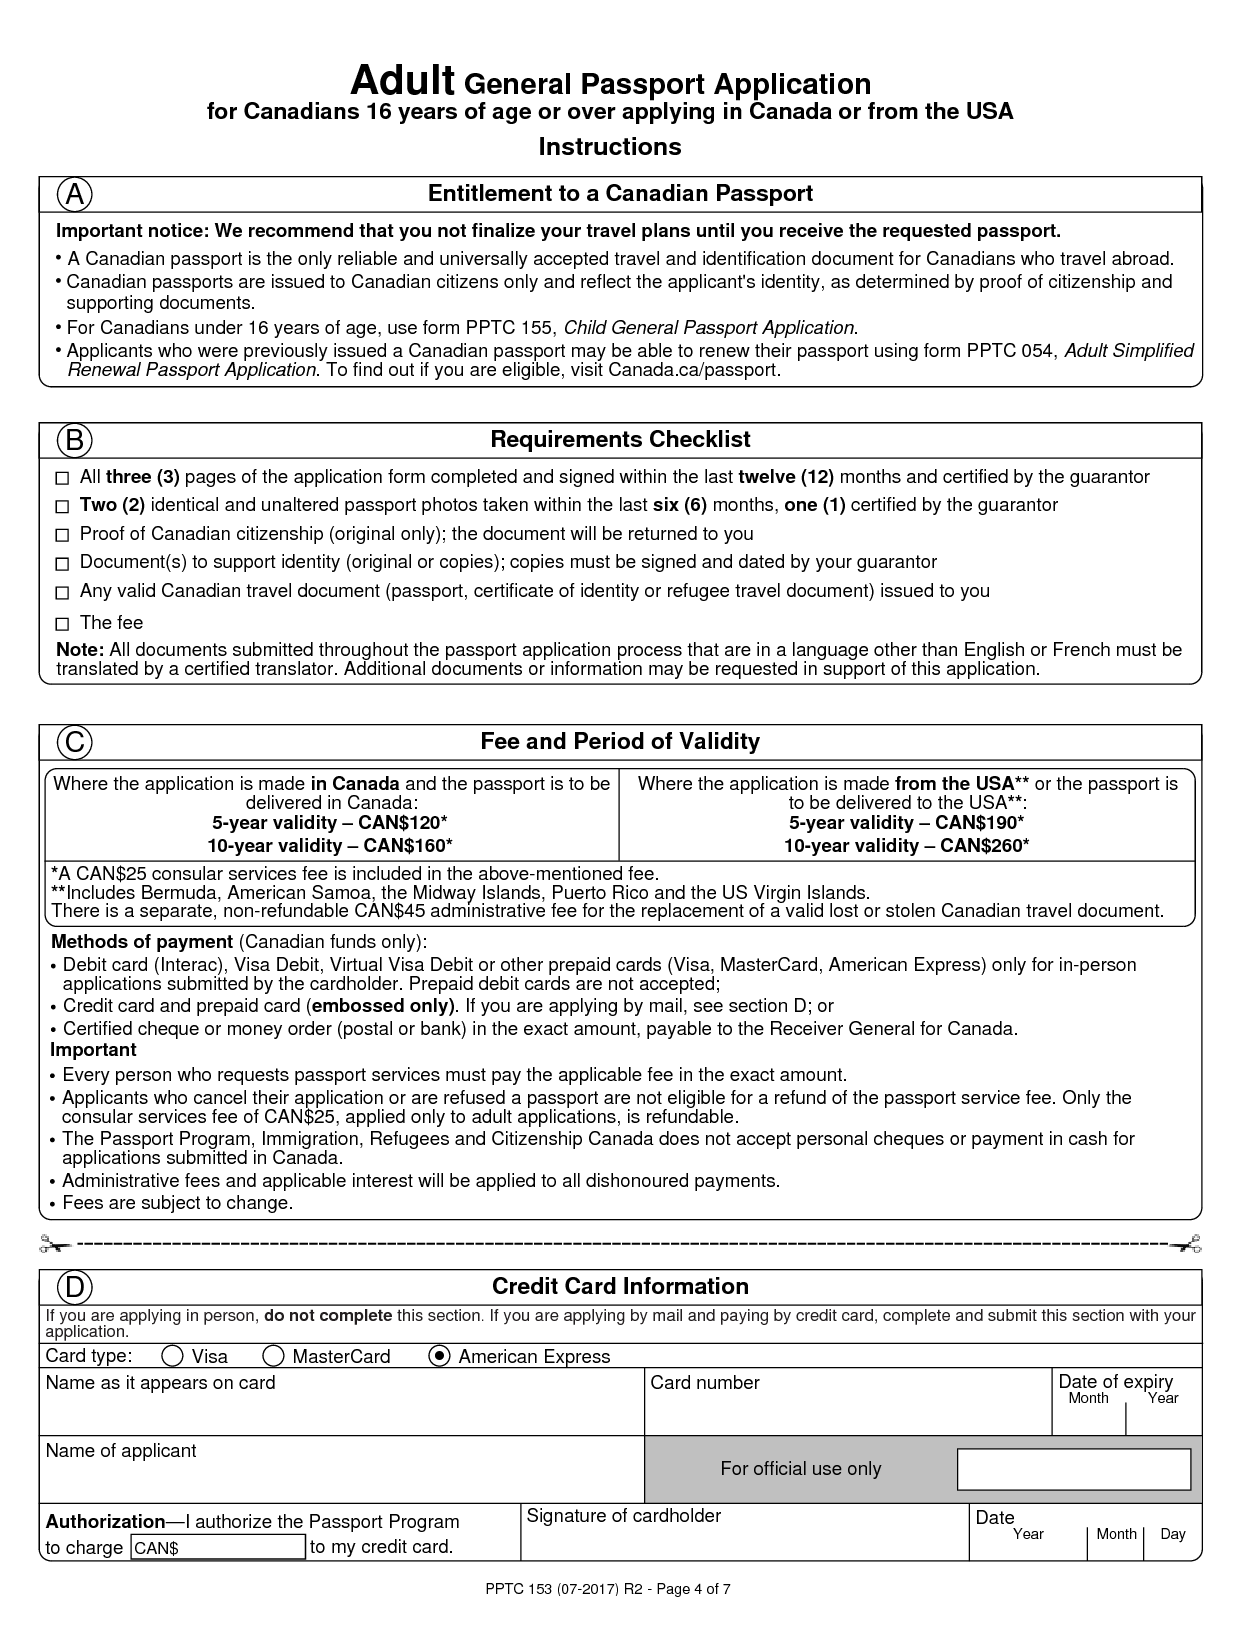 Adult General Passport Application
for Canadians 16 years of age or over applying in Canada or from the USA
Instructions
A
Entitlement to a Canadian Passport
Important notice: We recommend that you not finalize your travel plans until you receive the requested passport.
• A Canadian passport is the only reliable and universally accepted travel and identification document for Canadians who travel abroad.
• Canadian passports are issued to Canadian citizens only and reflect the applicant's identity, as determined by proof of citizenship and
supporting documents.
• For Canadians under 16 years of age, use form PPTC 155, Child General Passport Application.
• Applicants who were previously issued a Canadian passport may be able to renew their passport using form PPTC 054, Adult Simplified
Renewal Passport Application. To find out if you are eligible, visit Canada.ca/passport.
B
Requirements Checklist
All three (3) pages of the application form completed and signed within the last twelve (12) months and certified by the guarantor
Two (2) identical and unaltered passport photos taken within the last six (6) months, one (1) certified by the guarantor
Proof of Canadian citizenship (original only); the document will be returned to you
Document(s) to support identity (original or copies); copies must be signed and dated by your guarantor
Any valid Canadian travel document (passport, certificate of identity or refugee travel document) issued to you
The fee
Note: All documents submitted throughout the passport application process that are in a language other than English or French must be
translated by a certified translator. Additional documents or information may be requested in support of this application.
C
Fee and Period of Validity
Where the application is made in Canada and the passport is to be
delivered in Canada:
5-year validity – CAN$120*
10-year validity – CAN$160*
Where the application is made from the USA** or the passport is
to be delivered to the USA**:
5-year validity – CAN$190*
10-year validity – CAN$260*
*A CAN$25 consular services fee is included in the above-mentioned fee.
**Includes Bermuda, American Samoa, the Midway Islands, Puerto Rico and the US Virgin Islands.
There is a separate, non-refundable CAN$45 administrative fee for the replacement of a valid lost or stolen Canadian travel document.
Methods of payment (Canadian funds only):
• Debit card (Interac), Visa Debit, Virtual Visa Debit or other prepaid cards (Visa, MasterCard, American Express) only for in-person
applications submitted by the cardholder. Prepaid debit cards are not accepted;
• Credit card and prepaid card (embossed only). If you are applying by mail, see section D; or
• Certified cheque or money order (postal or bank) in the exact amount, payable to the Receiver General for Canada.
Important
• Every person who requests passport services must pay the applicable fee in the exact amount.
• Applicants who cancel their application or are refused a passport are not eligible for a refund of the passport service fee. Only the
consular services fee of CAN$25, applied only to adult applications, is refundable.
• The Passport Program, Immigration, Refugees and Citizenship Canada does not accept personal cheques or payment in cash for
applications submitted in Canada.
• Administrative fees and applicable interest will be applied to all dishonoured payments.
• Fees are subject to change.
D
Credit Card Information
If you are applying in person, do not complete this section. If you are applying by mail and paying by credit card, complete and submit this section with your
application.
Card type: Visa MasterCard American Express
Name as it appears on card
Card number
Date of expiry
Month Year
Name of applicant
For official use only
Authorization—I authorize the Passport Program
to charge CAN$ to my credit card.
Signature of cardholder
Date
Year Month Day
PPTC 153 (07-2017) R2 - Page 4 of 7